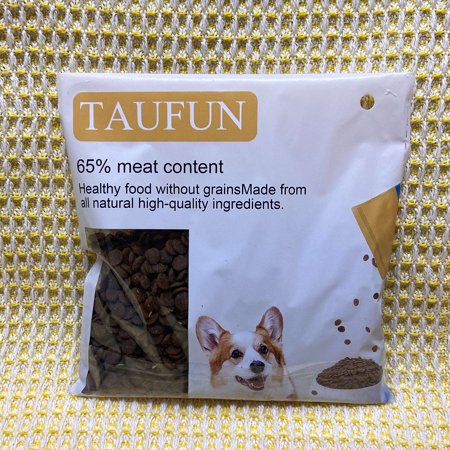 TAUFUN
65% meat content
Healthy food without grainsMade from
all natural high-quality ingredients.